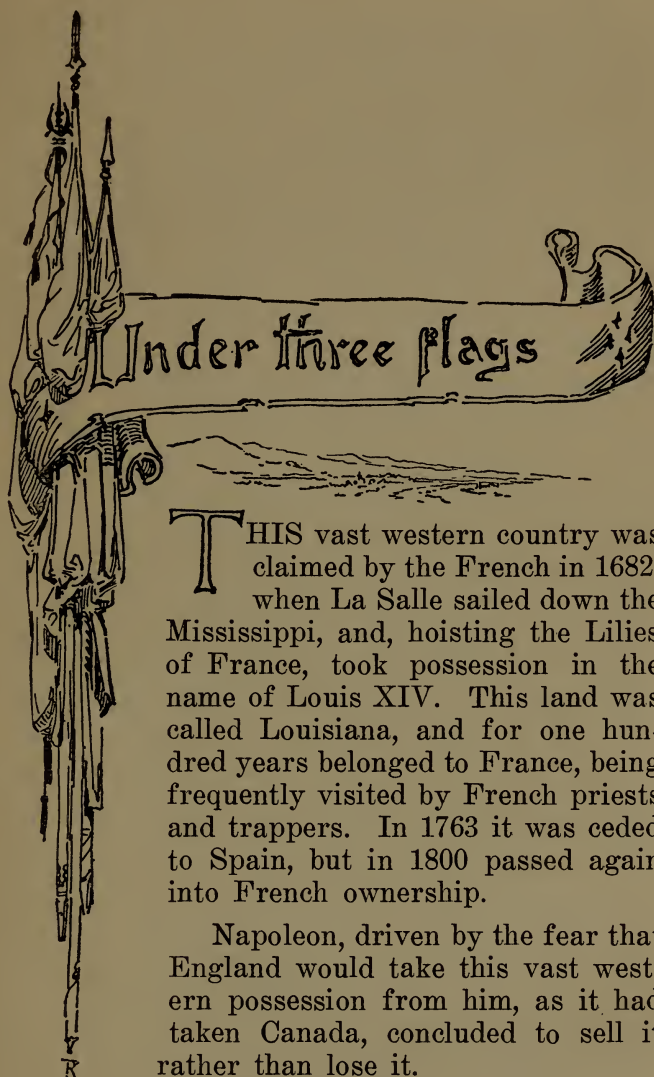 Under three flags
THIS vast western country was
claimed by the French in 1682,
when La Salle sailed down the
Mississippi, and, hoisting the Lilies
of France, took possession in the
name of Louis XIV. This land was
called Louisiana, and for one hun-
dred years belonged to France, being
frequently visited by French priests
and trappers. In 1763 it was ceded
to Spain, but in 1800 passed again
into French ownership.
Napoleon, driven by the fear that
England would take this vast west-
ern possession from him, as it had
taken Canada, concluded to sell it
rather than lose it.
R